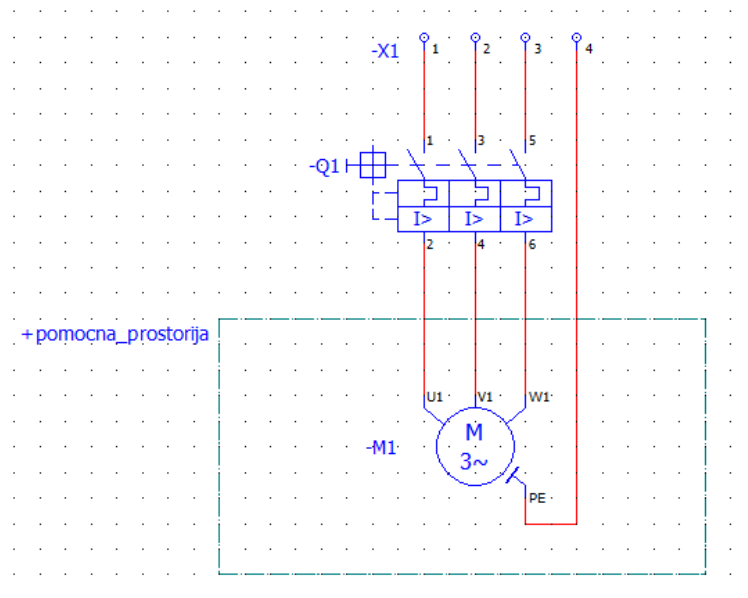 -X1 1 2 3 4
1 3 5
-Q1
I> I> I>
2 4 6
+pomocna_prostorija
U1 V1 W1
M
-M1
3~
PE